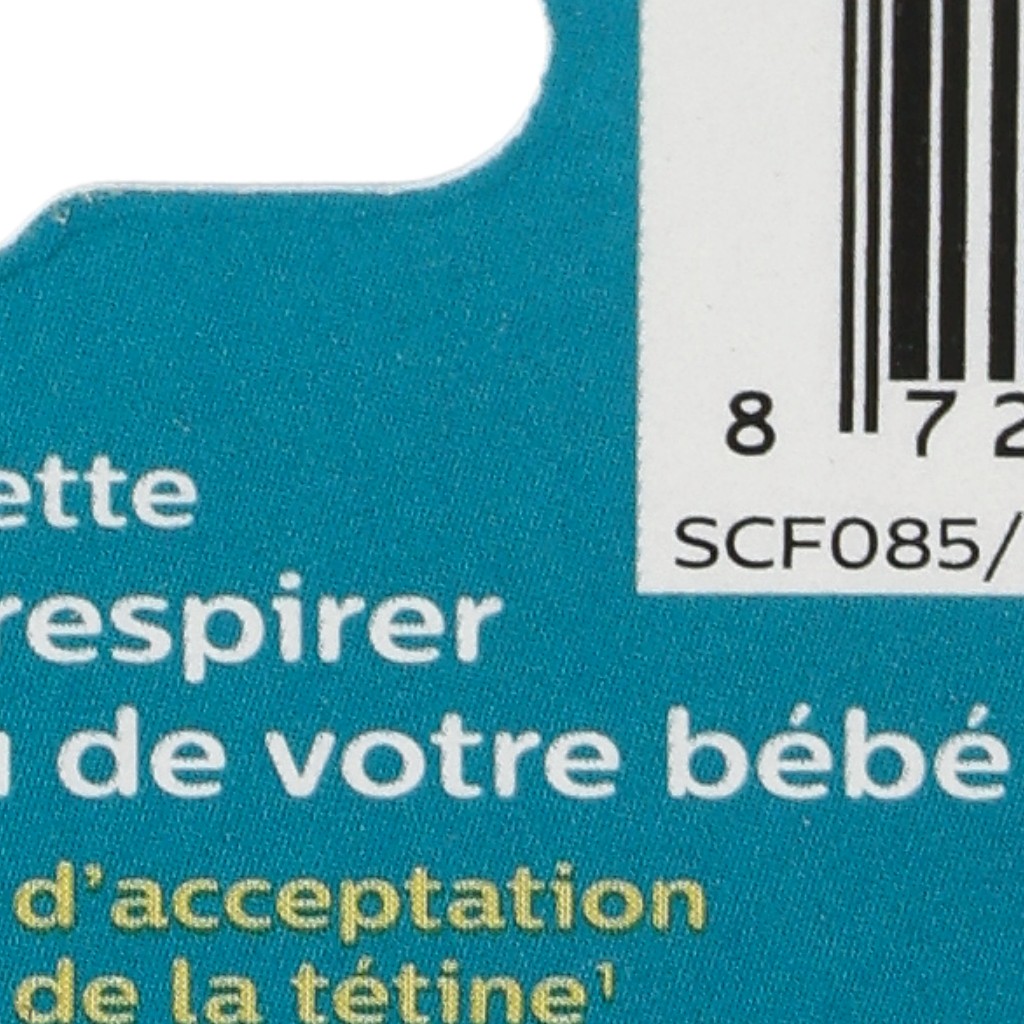 8 72
SCF085/
ette
respirer
de votre bébé
d'acceptation
de la tétine¹